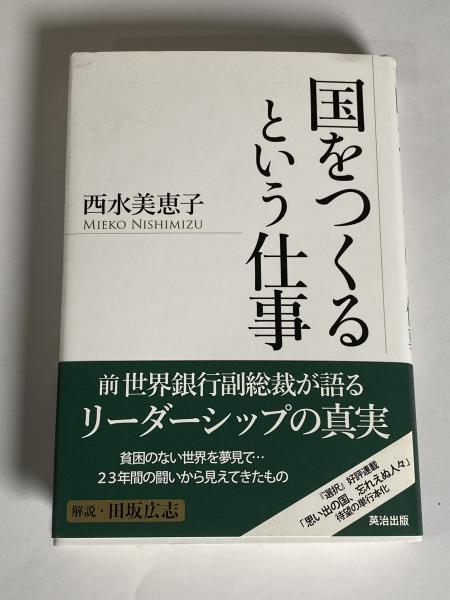 国をつくる
という仕事
西水美恵子
MIEKO NISHIMIZU
前世界銀行副総裁が語る
リーダーシップの真実
貧困のない世界を夢見て…
23年間の闘いから見えてきたもの
解説・田坂広志
『選択』好評連載
「思い出の国、忘れえぬ人々」
待望の単行本化
英治出版